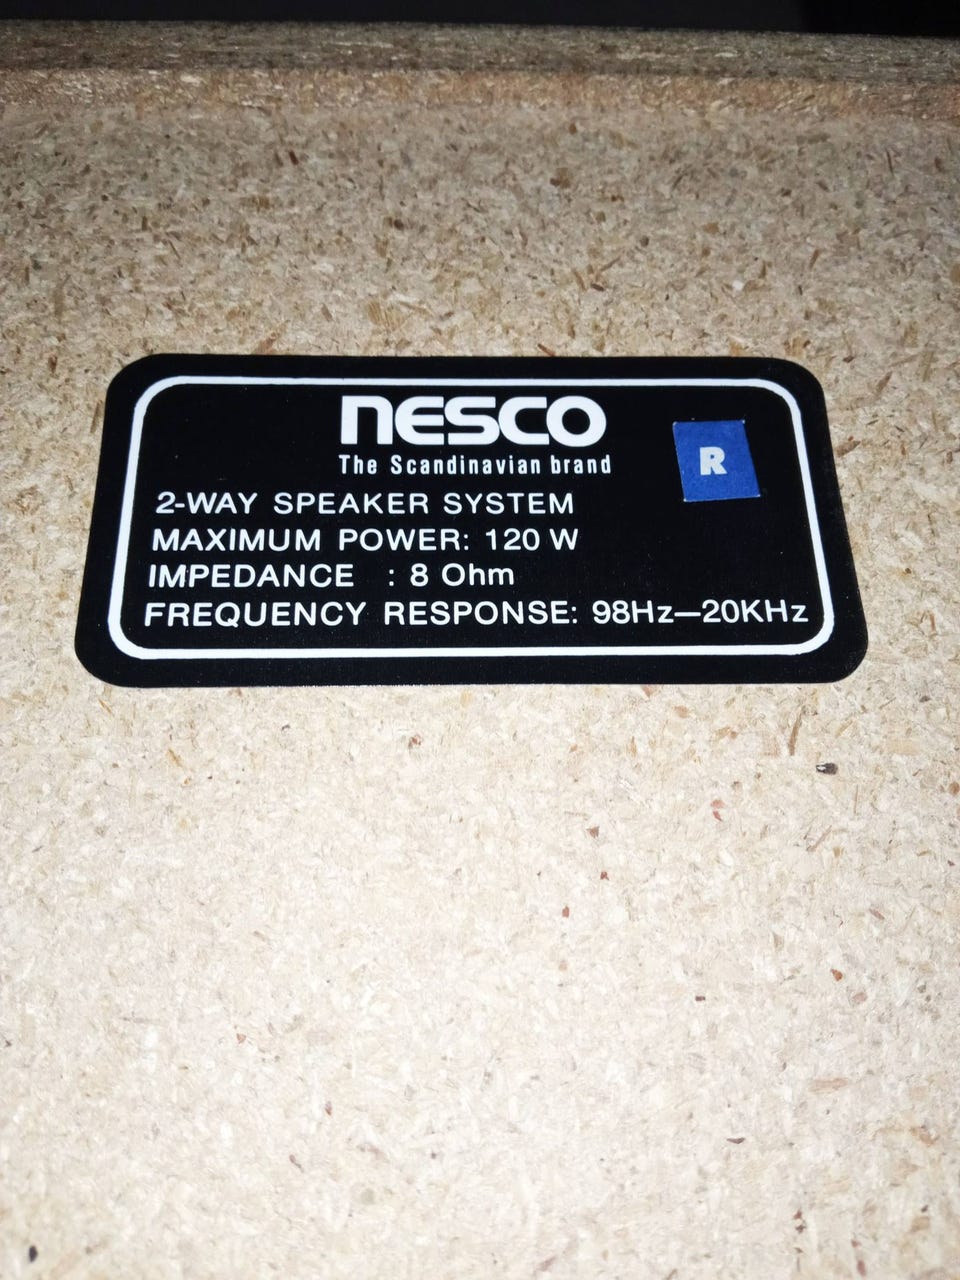 NESCO
The Scandinavian brand
R
2-WAY SPEAKER SYSTEM
MAXIMUM POWER: 120 W
IMPEDANCE : 8 Ohm
FREQUENCY RESPONSE: 98Hz—20KHz